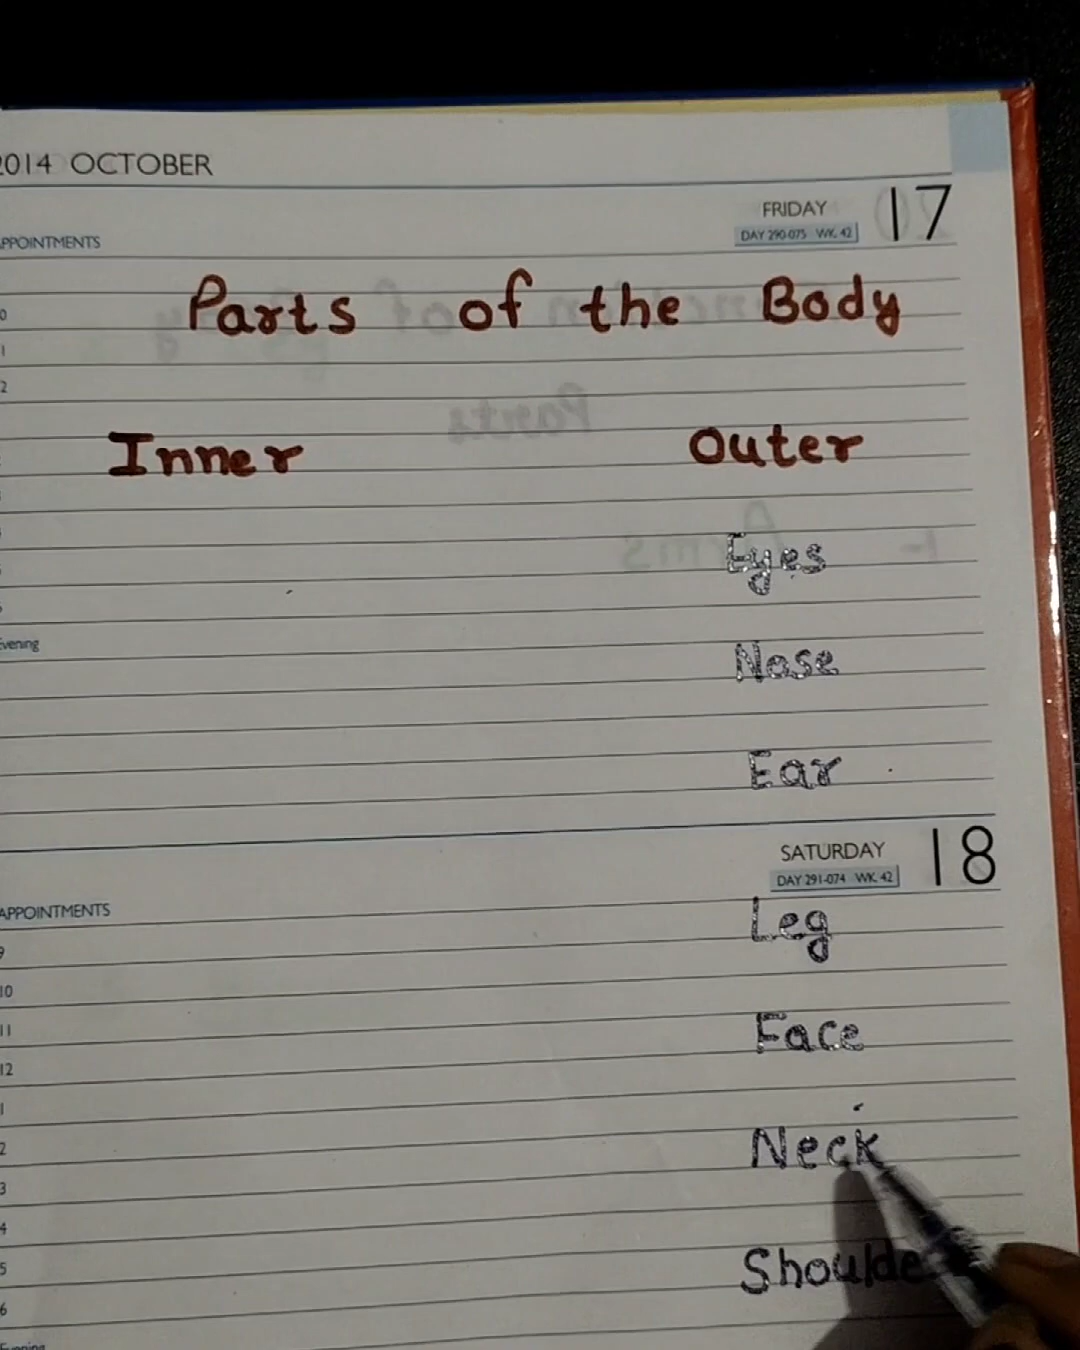 2014 OCTOBER
FRIDAY 17
DAY 290-075 WK. 42
APPOINTMENTS
Parts of the Body
Inner Outer
Eyes
Nose
Evening
Ear
SATURDAY 18
DAY 291-074 WK. 42
APPOINTMENTS
Leg
9
10
11
Face
12
1
2
Neck
3
4
5
Shoulde
6
Evening